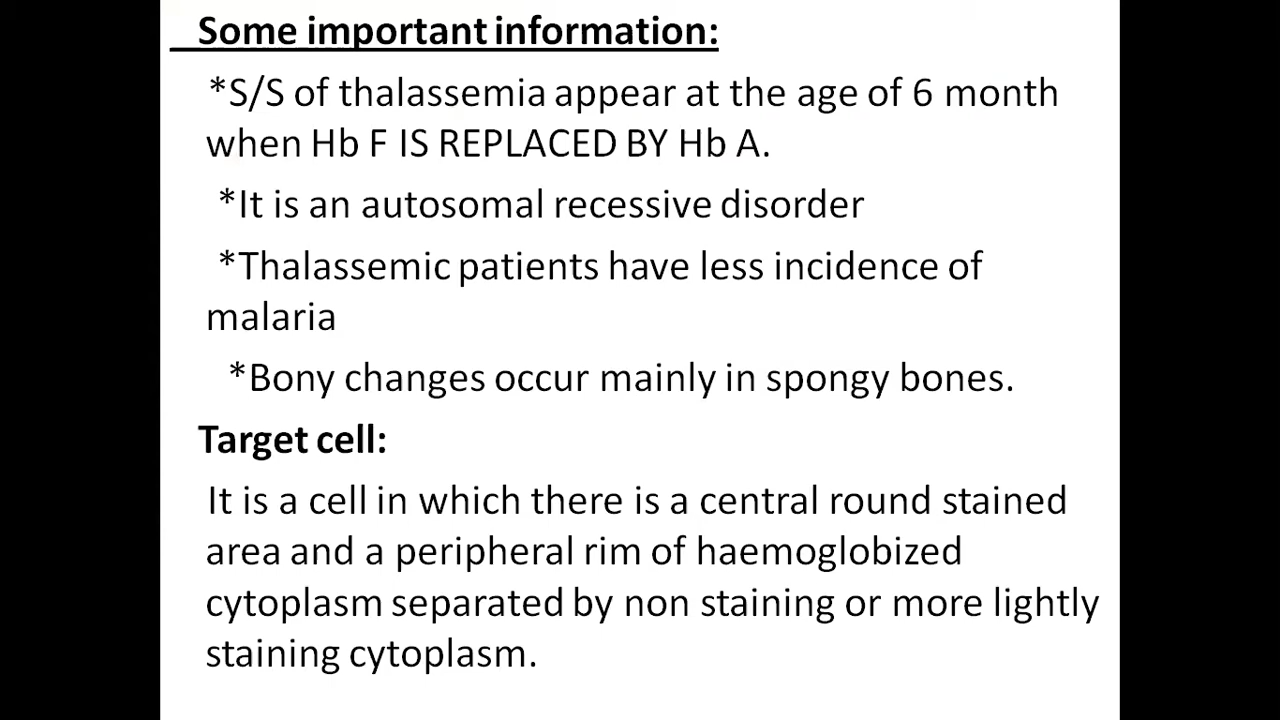 Some important information:
*S/S of thalassemia appear at the age of 6 month
when Hb F IS REPLACED BY Hb A.
*It is an autosomal recessive disorder
*Thalassemic patients have less incidence of
malaria
*Bony changes occur mainly in spongy bones.
Target cell:
It is a cell in which there is a central round stained
area and a peripheral rim of haemoglobized
cytoplasm separated by non staining or more lightly
staining cytoplasm.